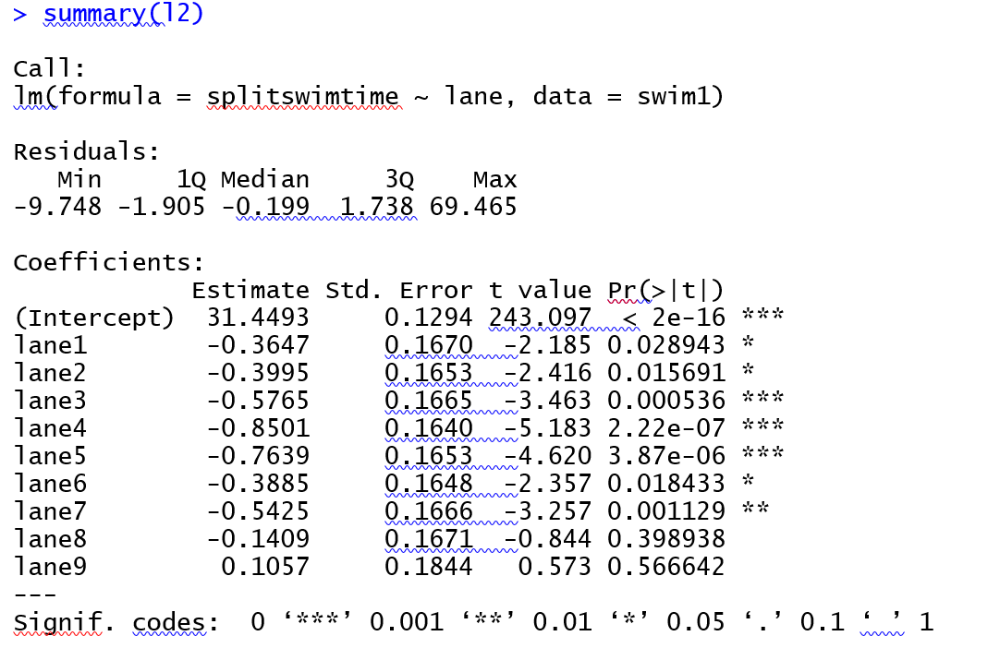 > summary(l2)
Call:
lm(formula = splitswimtime ~ lane, data = swim1)
Residuals:
   Min     1Q Median     3Q    Max
-9.748 -1.905 -0.199  1.738 69.465
Coefficients:
            Estimate Std. Error t value Pr(>|t|)
(Intercept)  31.4493     0.1294 243.097  < 2e-16 ***
lane1        -0.3647     0.1670  -2.185 0.028943 *
lane2        -0.3995     0.1653  -2.416 0.015691 *
lane3        -0.5765     0.1665  -3.463 0.000536 ***
lane4        -0.8501     0.1640  -5.183 2.22e-07 ***
lane5        -0.7639     0.1653  -4.620 3.87e-06 ***
lane6        -0.3885     0.1648  -2.357 0.018433 *
lane7        -0.5425     0.1666  -3.257 0.001129 **
lane8        -0.1409     0.1671  -0.844 0.398938
lane9         0.1057     0.1844   0.573 0.566642
---
Signif. codes:  0 ‘***’ 0.001 ‘**’ 0.01 ‘*’ 0.05 ‘.’ 0.1 ‘ ’ 1